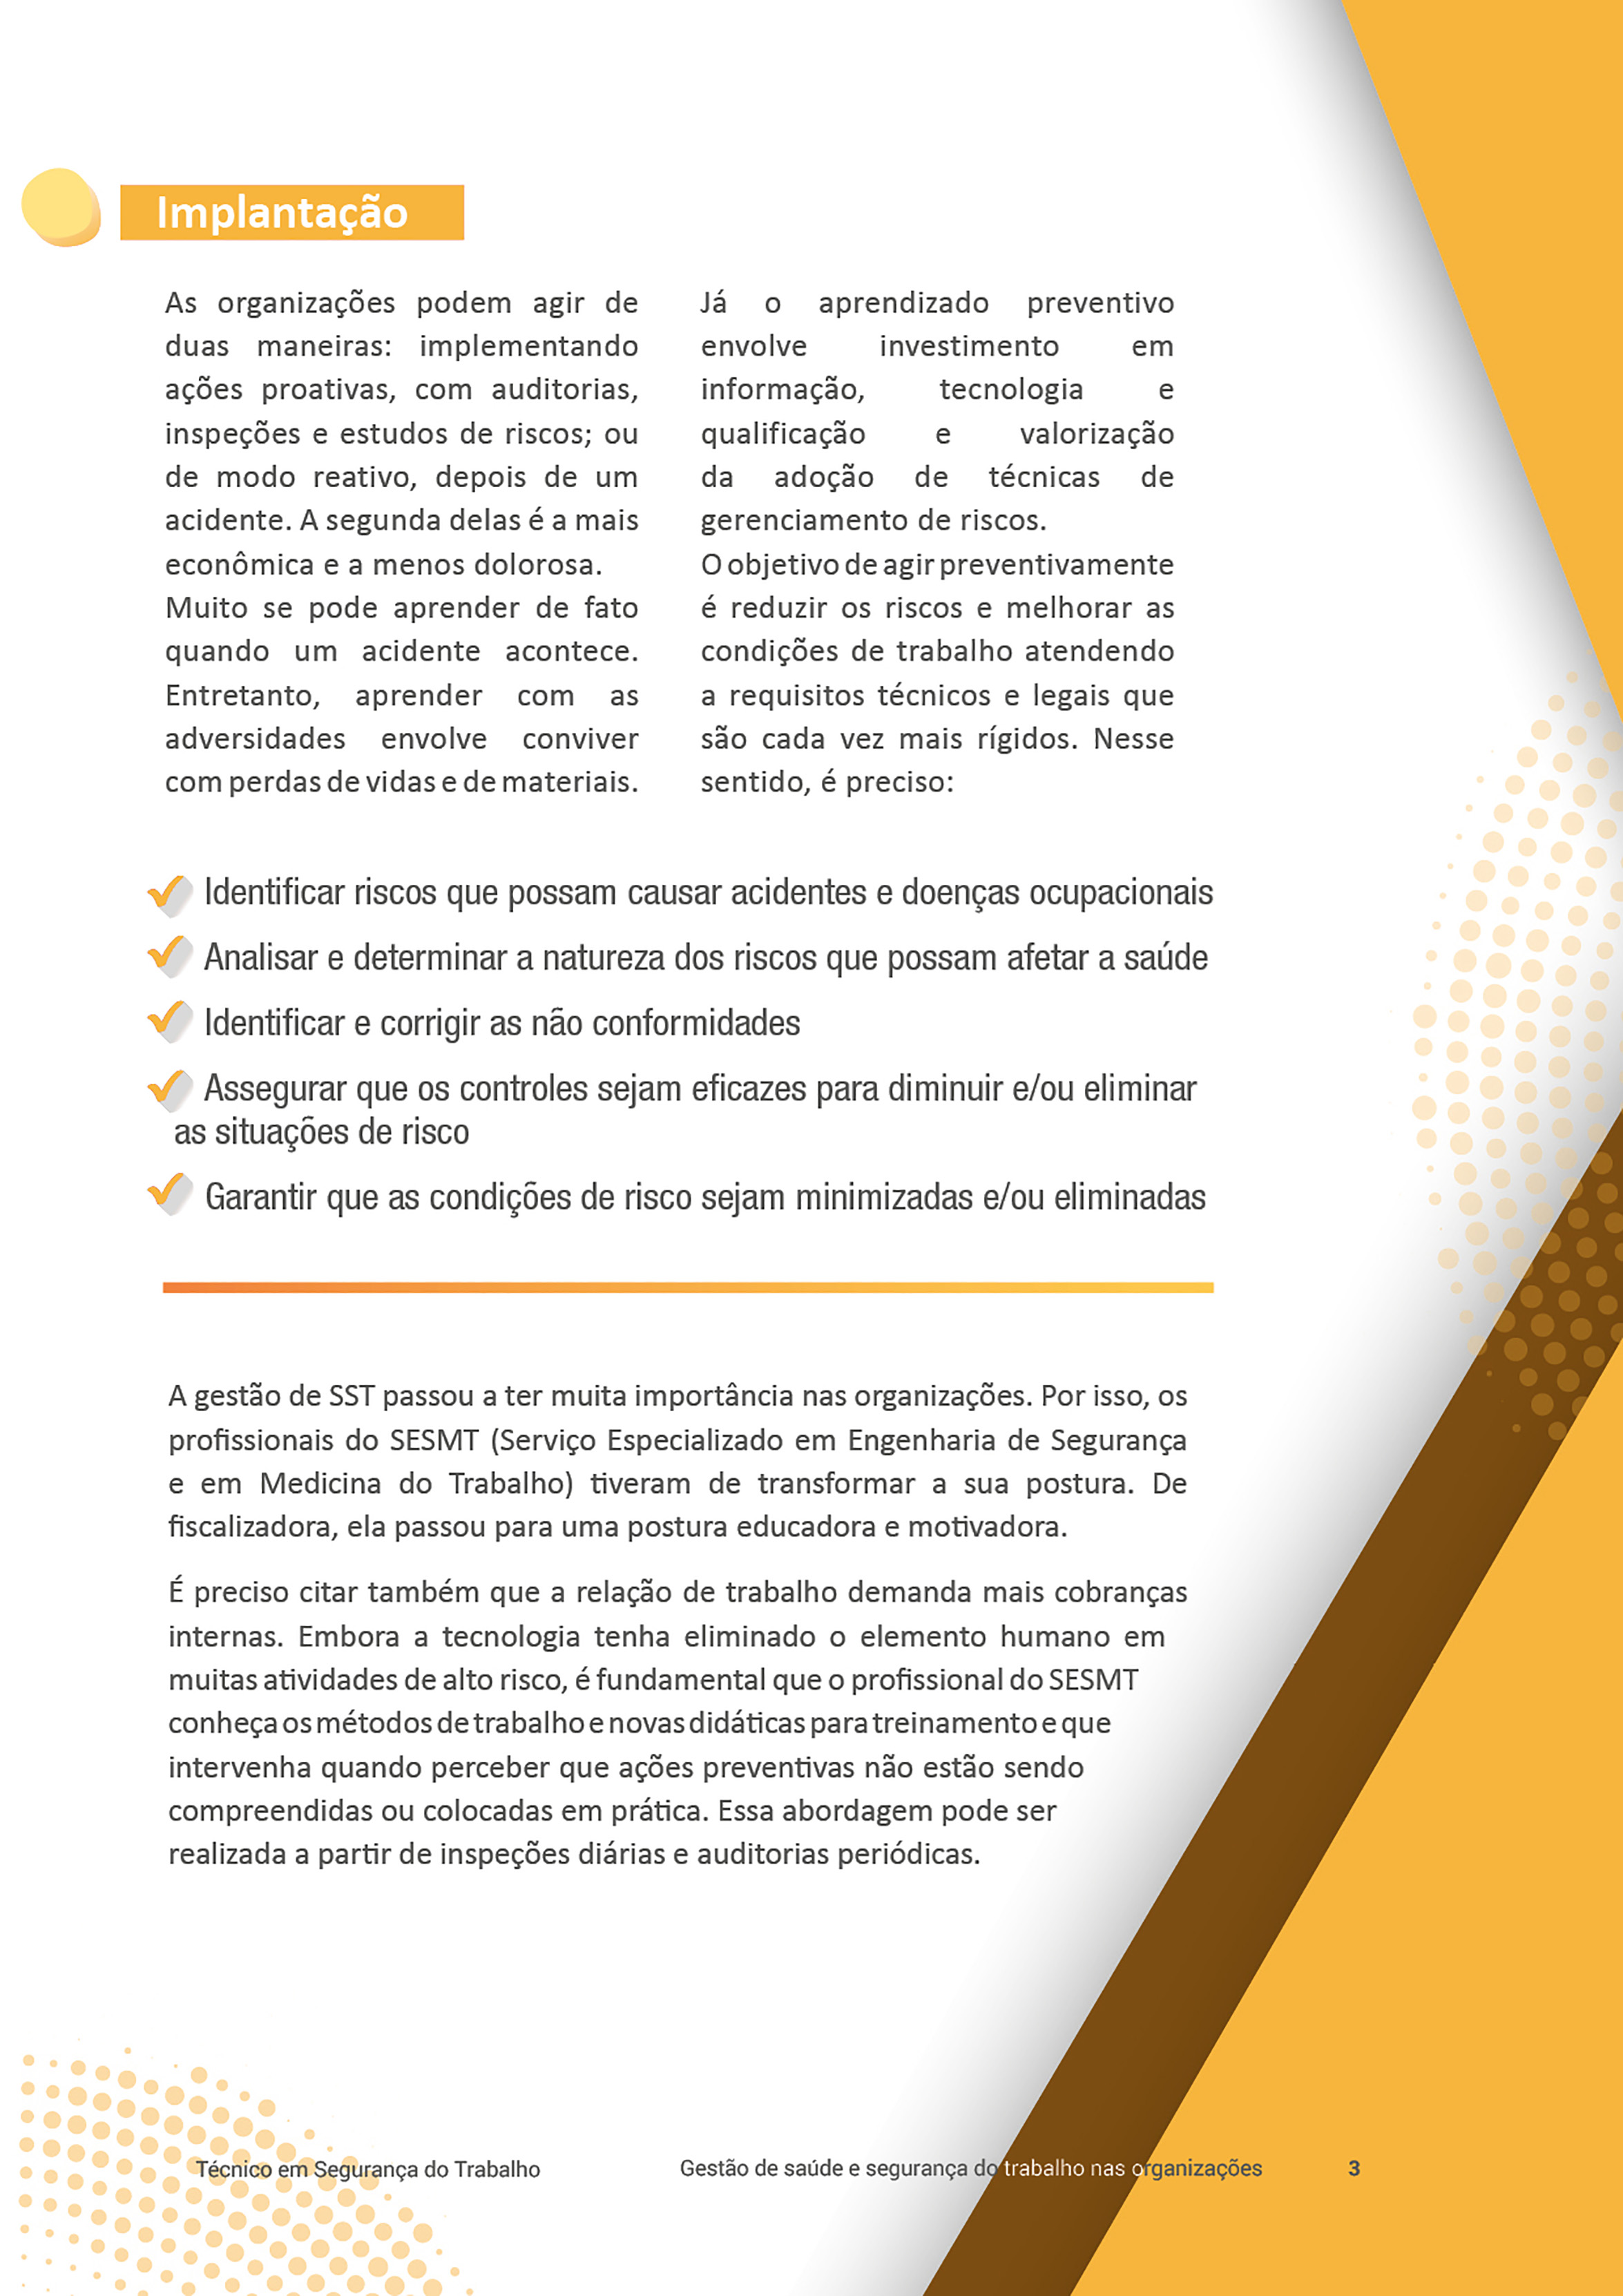 Implantação
As organizações podem agir de
duas maneiras: implementando
ações proativas, com auditorias,
inspeções e estudos de riscos; ou
de modo reativo, depois de um
acidente. A segunda delas é a mais
econômica e a menos dolorosa.
Muito se pode aprender de fato
quando um acidente acontece.
Entretanto, aprender com as
adversidades envolve conviver
com perdas de vidas e de materiais.
Já o aprendizado preventivo
envolve investimento em
informação, tecnologia e
qualificação e valorização
da adoção de técnicas de
gerenciamento de riscos.
O objetivo de agir preventivamente
é reduzir os riscos e melhorar as
condições de trabalho atendendo
a requisitos técnicos e legais que
são cada vez mais rígidos. Nesse
sentido, é preciso:
Identificar riscos que possam causar acidentes e doenças ocupacionais
Analisar e determinar a natureza dos riscos que possam afetar a saúde
Identificar e corrigir as não conformidades
Assegurar que os controles sejam eficazes para diminuir e/ou eliminar
as situações de risco
Garantir que as condições de risco sejam minimizadas e/ou eliminadas
A gestão de SST passou a ter muita importância nas organizações. Por isso, os
profissionais do SESMT (Serviço Especializado em Engenharia de Segurança
e em Medicina do Trabalho) tiveram de transformar a sua postura. De
fiscalizadora, ela passou para uma postura educadora e motivadora.
É preciso citar também que a relação de trabalho demanda mais cobranças
internas. Embora a tecnologia tenha eliminado o elemento humano em
muitas atividades de alto risco, é fundamental que o profissional do SESMT
conheça os métodos de trabalho e novas didáticas para treinamento e que
intervenha quando perceber que ações preventivas não estão sendo
compreendidas ou colocadas em prática. Essa abordagem pode ser
realizada a partir de inspeções diárias e auditorias periódicas.
Técnico em Segurança do Trabalho
Gestão de saúde e segurança do trabalho nas organizações
3